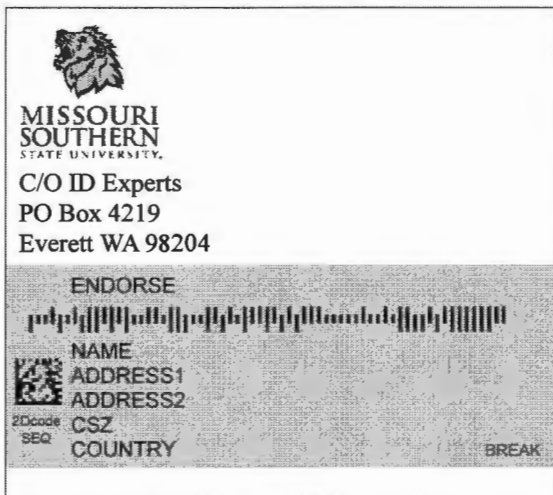 MISSOURI
SOUTHERN
STATE UNIVERSITY.
C/O ID Experts
PO Box 4219
Everett WA 98204
ENDORSE
NAME
ADDRESS1
ADDRESS2
2Dcode CSZ
SEQ
COUNTRY
BREAK